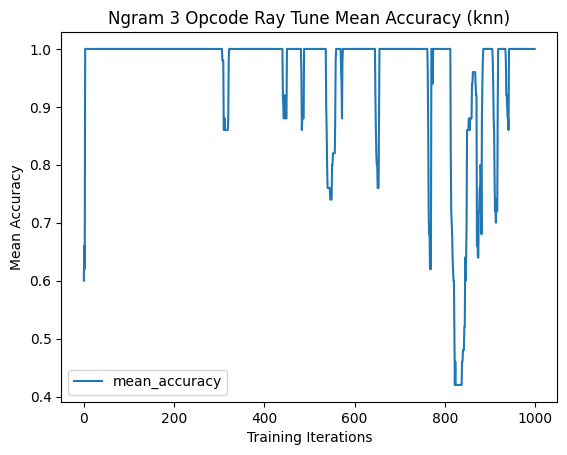 Ngram 3 Opcode Ray Tune Mean Accuracy (knn)
1.0
0.9
0.8
0.7
0.6
0.5
0.4
Mean Accuracy
mean_accuracy
0 200 400 600 800 1000
Training Iterations